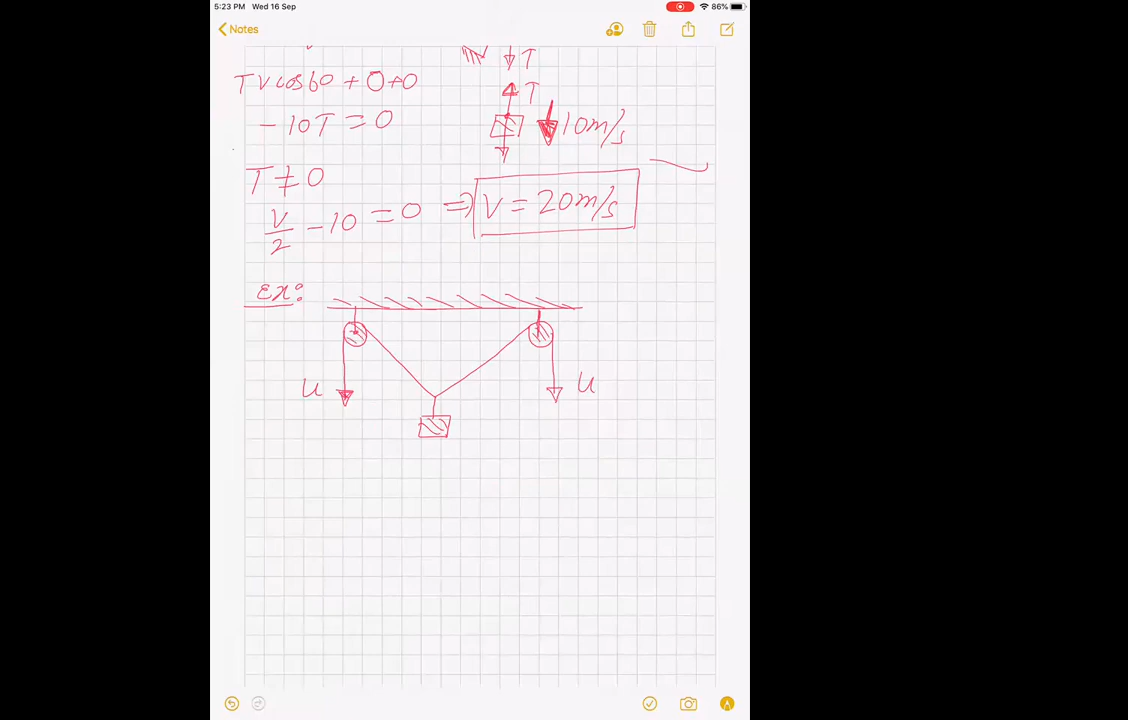 5:23 PM Wed 16 Sep
86%
Notes
T
TV cos60 + 0+0
T
- 10T = 0
10m/s
T ≠ 0
V/2 - 10 = 0 ⇒ V = 20m/s
Ex:
u
u